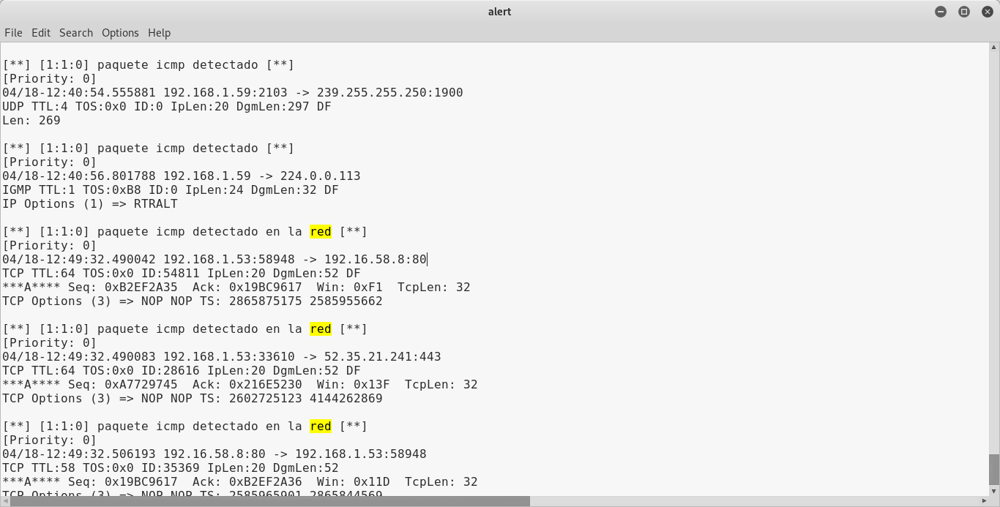 alert
File Edit Search Options Help
[**] [1:1:0] paquete icmp detectado [**]
[Priority: 0]
04/18-12:40:54.555881 192.168.1.59:2103 -> 239.255.255.250:1900
UDP TTL:4 TOS:0x0 ID:0 IpLen:20 DgmLen:297 DF
Len: 269
[**] [1:1:0] paquete icmp detectado [**]
[Priority: 0]
04/18-12:40:56.801788 192.168.1.59 -> 224.0.0.113
IGMP TTL:1 TOS:0xB8 ID:0 IpLen:24 DgmLen:32 DF
IP Options (1) => RTRALT
[**] [1:1:0] paquete icmp detectado en la red [**]
[Priority: 0]
04/18-12:49:32.490042 192.168.1.53:58948 -> 192.16.58.8:80
TCP TTL:64 TOS:0x0 ID:54811 IpLen:20 DgmLen:52 DF
***A**** Seq: 0xB2EF2A35  Ack: 0x19BC9617  Win: 0xF1  TcpLen: 32
TCP Options (3) => NOP NOP TS: 2865875175 2585955662
[**] [1:1:0] paquete icmp detectado en la red [**]
[Priority: 0]
04/18-12:49:32.490083 192.168.1.53:33610 -> 52.35.21.241:443
TCP TTL:64 TOS:0x0 ID:28616 IpLen:20 DgmLen:52 DF
***A**** Seq: 0xA7729745  Ack: 0x216E5230  Win: 0x13F  TcpLen: 32
TCP Options (3) => NOP NOP TS: 2602725123 4144262869
[**] [1:1:0] paquete icmp detectado en la red [**]
[Priority: 0]
04/18-12:49:32.506193 192.16.58.8:80 -> 192.168.1.53:58948
TCP TTL:58 TOS:0x0 ID:35369 IpLen:20 DgmLen:52
***A**** Seq: 0x19BC9617  Ack: 0xB2EF2A36  Win: 0x11D  TcpLen: 32
TCP Options (3) => NOP NOP TS: 2585965901 2865844569